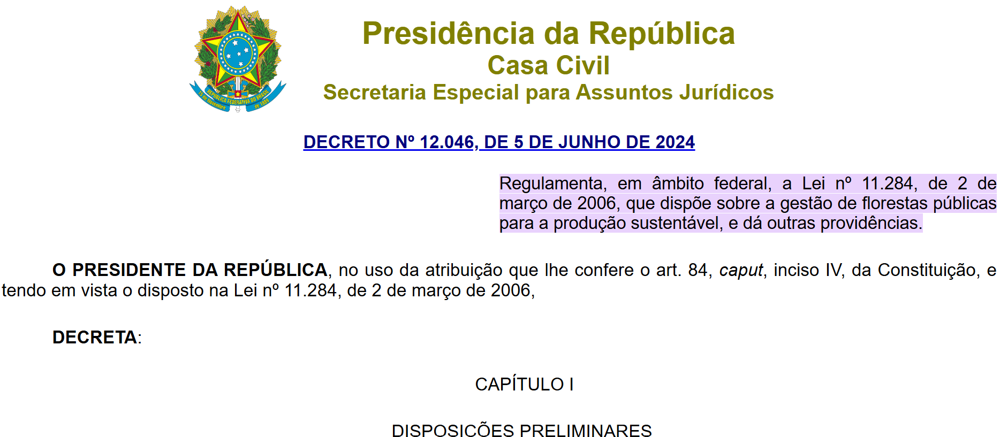 Presidência da República
Casa Civil
Secretaria Especial para Assuntos Jurídicos
REPÚBLICA FEDERATIVA DO BRASIL
15 de Novembro de 1889
DECRETO Nº 12.046, DE 5 DE JUNHO DE 2024
Regulamenta, em âmbito federal, a Lei nº 11.284, de 2 de
março de 2006, que dispõe sobre a gestão de florestas públicas
para a produção sustentável, e dá outras providências.
O PRESIDENTE DA REPÚBLICA, no uso da atribuição que lhe confere o art. 84, caput, inciso IV, da Constituição, e
tendo em vista o disposto na Lei nº 11.284, de 2 de março de 2006,
DECRETA:
CAPÍTULO I
DISPOSICÕES PRELIMINARES